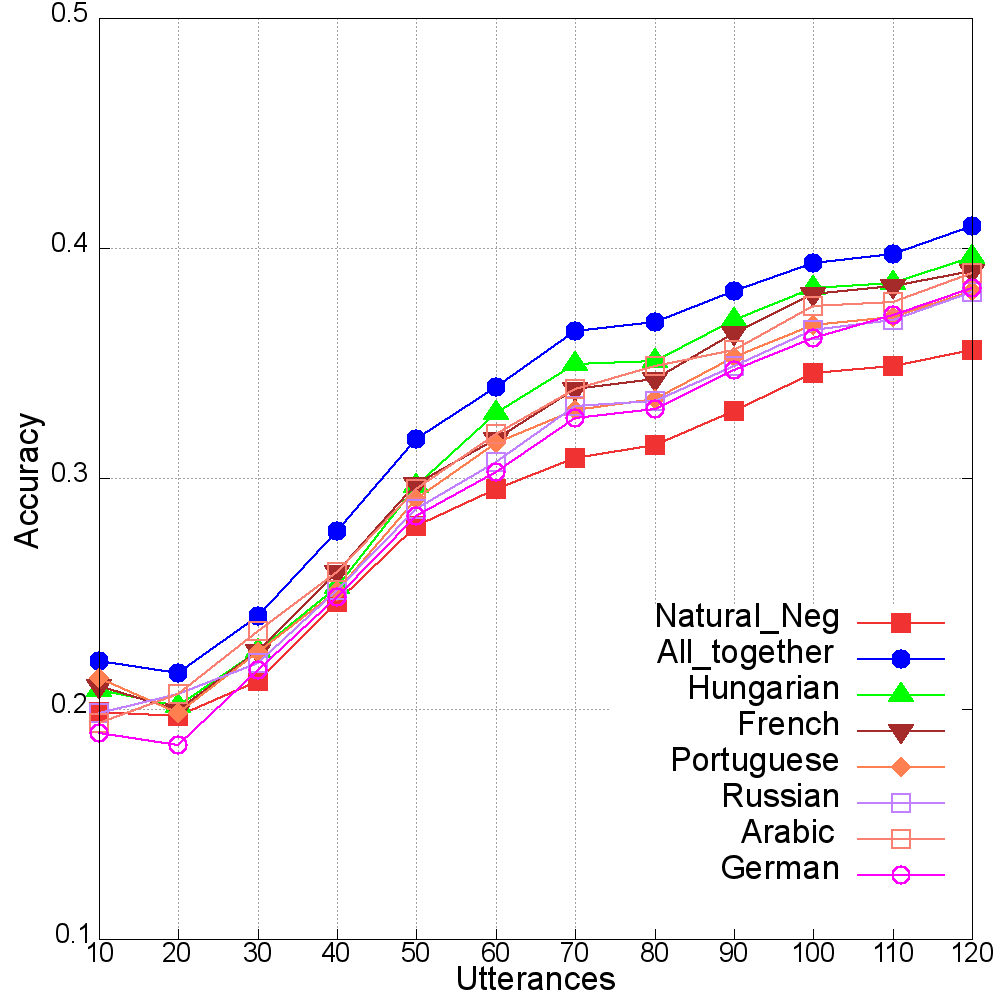 0.5
0.4
0.3
0.2
0.1
Accuracy
Natural_Neg
All_together
Hungarian
French
Portuguese
Russian
Arabic
German
10 20 30 40 50 60 70 80 90 100 110 120
Utterances